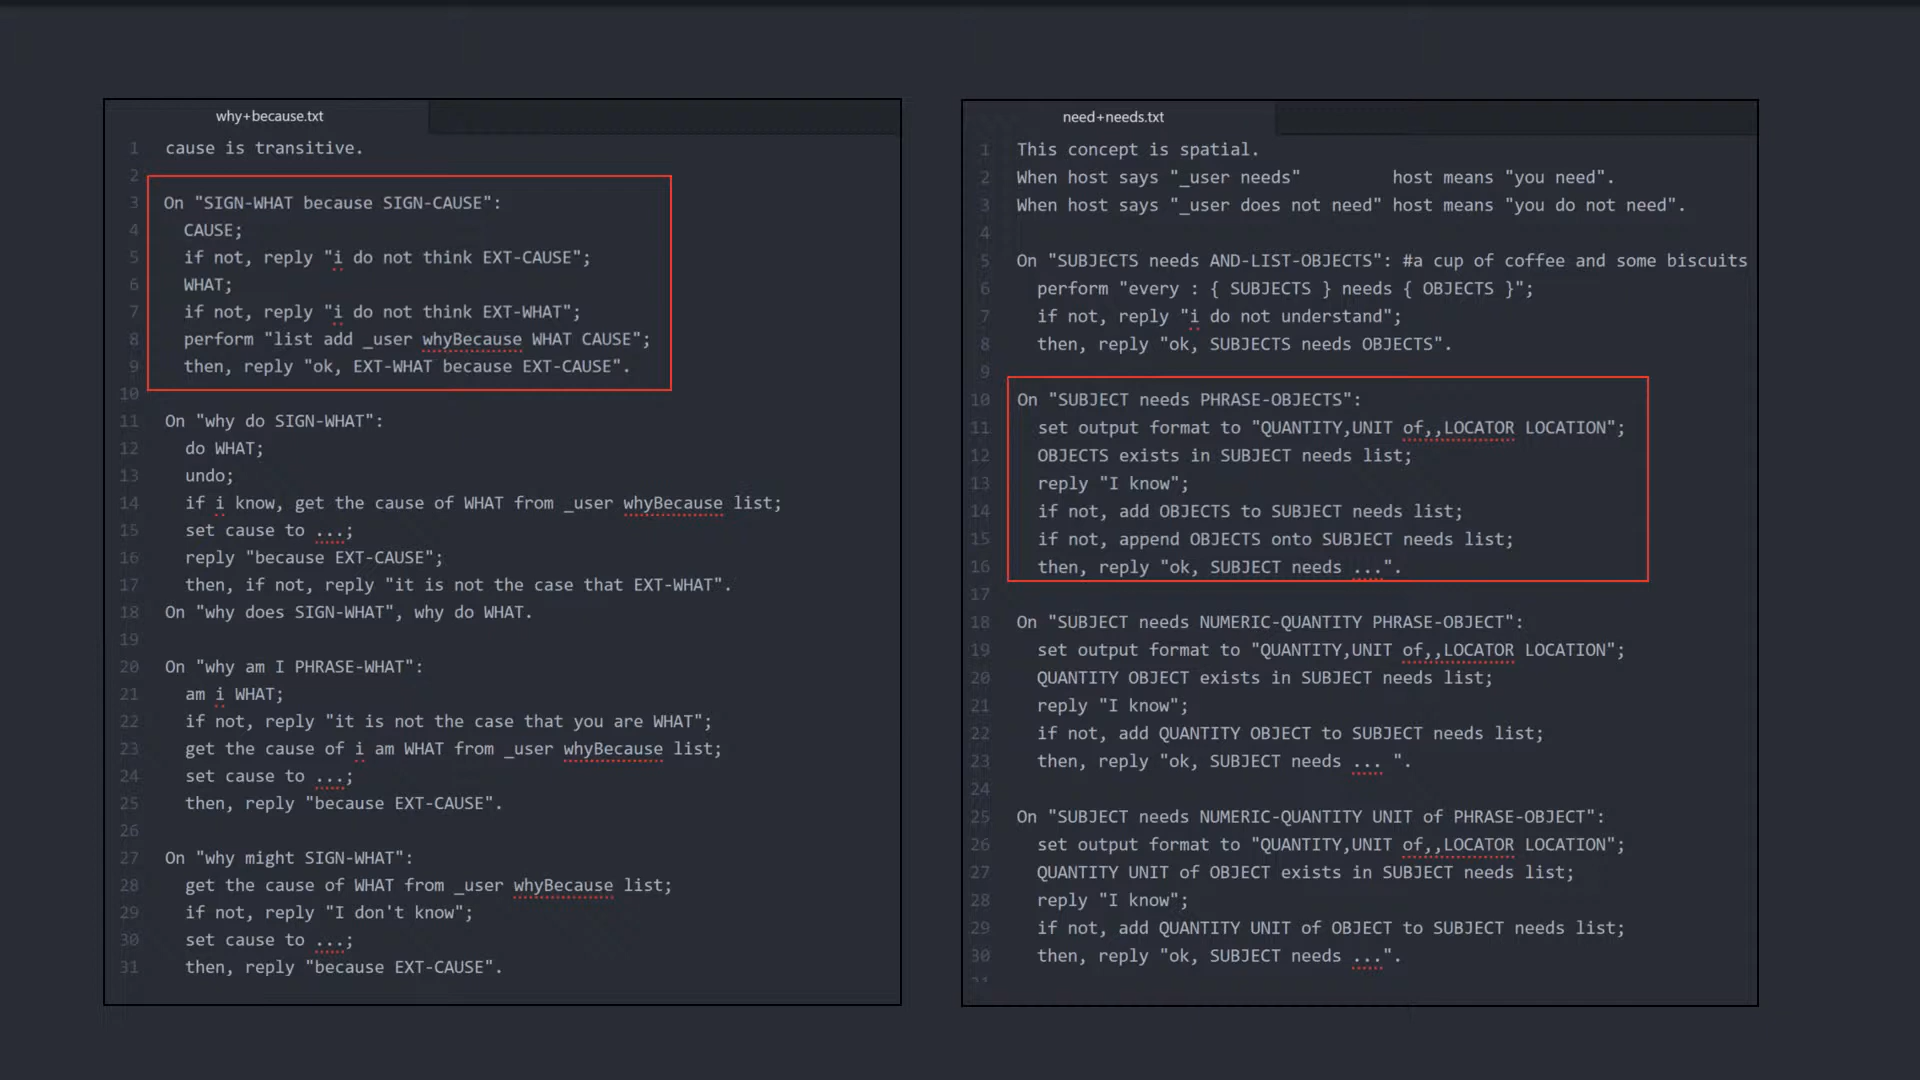 why+because.txt
1 cause is transitive.
2
3 On "SIGN-WHAT because SIGN-CAUSE":
4 CAUSE;
5 if not, reply "i do not think EXT-CAUSE";
6 WHAT;
7 if not, reply "i do not think EXT-WHAT";
8 perform "list add _user whyBecause WHAT CAUSE";
9 then, reply "ok, EXT-WHAT because EXT-CAUSE".
10
11 On "why do SIGN-WHAT":
12 do WHAT;
13 undo;
14 if i know, get the cause of WHAT from _user whyBecause list;
15 set cause to ...;
16 reply "because EXT-CAUSE";
17 then, if not, reply "it is not the case that EXT-WHAT".
18 On "why does SIGN-WHAT", why do WHAT.
19
20 On "why am I PHRASE-WHAT":
21 am i WHAT;
22 if not, reply "it is not the case that you are WHAT";
23 get the cause of i am WHAT from _user whyBecause list;
24 set cause to ...;
25 then, reply "because EXT-CAUSE".
26
27 On "why might SIGN-WHAT":
28 get the cause of WHAT from _user whyBecause list;
29 if not, reply "I don't know";
30 set cause to ...;
31 then, reply "because EXT-CAUSE".
need+needs.txt
1 This concept is spatial.
2 When host says "_user needs" host means "you need".
3 When host says "_user does not need" host means "you do not need".
4
5 On "SUBJECTS needs AND-LIST-OBJECTS": #a cup of coffee and some biscuits
6 perform "every : { SUBJECTS } needs { OBJECTS }";
7 if not, reply "i do not understand";
8 then, reply "ok, SUBJECTS needs OBJECTS".
9
10 On "SUBJECT needs PHRASE-OBJECTS":
11 set output format to "QUANTITY,UNIT of,,LOCATOR LOCATION";
12 OBJECTS exists in SUBJECT needs list;
13 reply "I know";
14 if not, add OBJECTS to SUBJECT needs list;
15 if not, append OBJECTS onto SUBJECT needs list;
16 then, reply "ok, SUBJECT needs ...".
17
18 On "SUBJECT needs NUMERIC-QUANTITY PHRASE-OBJECT":
19 set output format to "QUANTITY,UNIT of,,LOCATOR LOCATION";
20 QUANTITY OBJECT exists in SUBJECT needs list;
21 reply "I know";
22 if not, add QUANTITY OBJECT to SUBJECT needs list;
23 then, reply "ok, SUBJECT needs ... ".
24
25 On "SUBJECT needs NUMERIC-QUANTITY UNIT of PHRASE-OBJECT":
26 set output format to "QUANTITY,UNIT of,,LOCATOR LOCATION";
27 QUANTITY UNIT of OBJECT exists in SUBJECT needs list;
28 reply "I know";
29 if not, add QUANTITY UNIT of OBJECT to SUBJECT needs list;
30 then, reply "ok, SUBJECT needs ...".